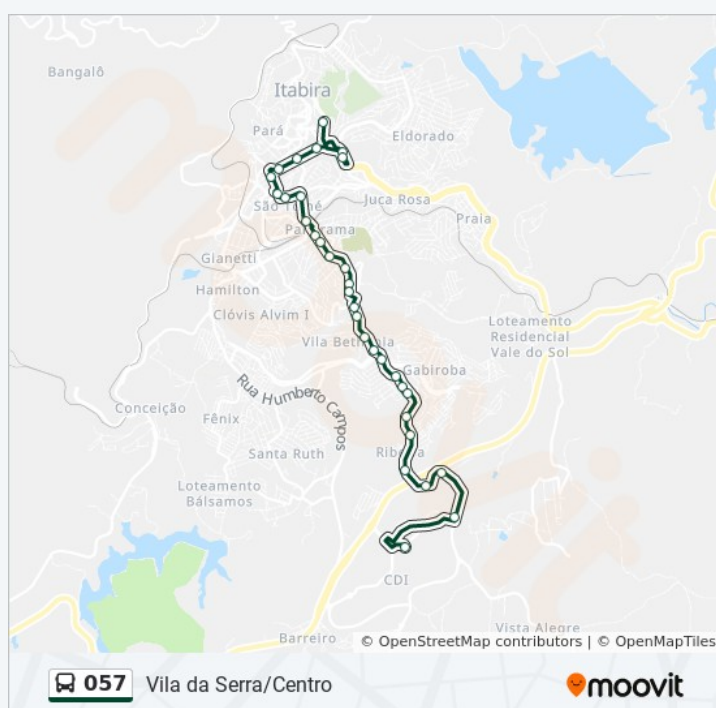 Bangalô
Itabira
Pará
Eldorado
São Tomé
Juca Rosa
Praia
Panorama
Gianetti
Hamilton
Clóvis Alvim I
Loteamento
Residencial
Vale do Sol
Vila Bethania
Gabiroba
Rua Humberto Campos
Conceição
Fênix
Santa Ruth
Ribeira
Loteamento
Bálsamos
CDI
Vista Alegre
Barreiro
© OpenStreetMap contributors | © OpenMapTiles
057 Vila da Serra/Centro
moovit